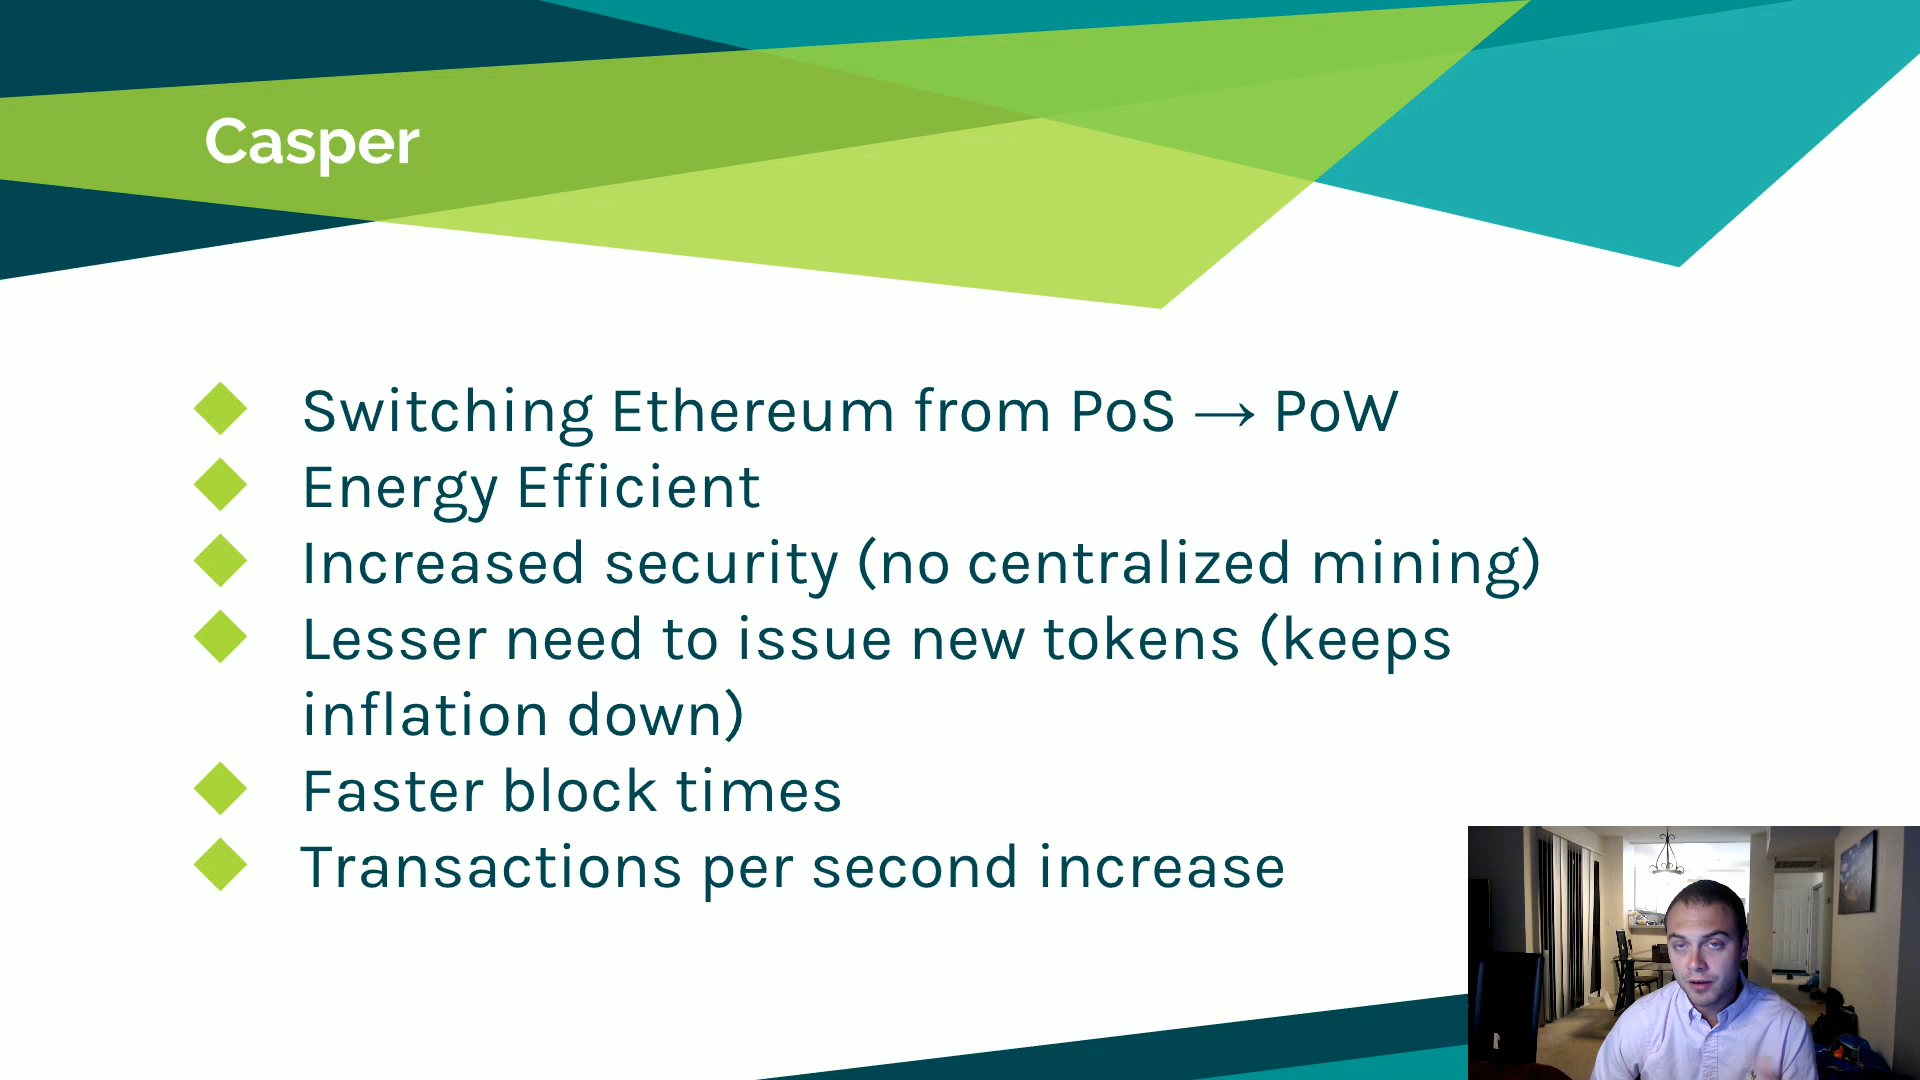 Casper
Switching Ethereum from PoS → PoW
Energy Efficient
Increased security (no centralized mining)
Lesser need to issue new tokens (keeps
inflation down)
Faster block times
Transactions per second increase